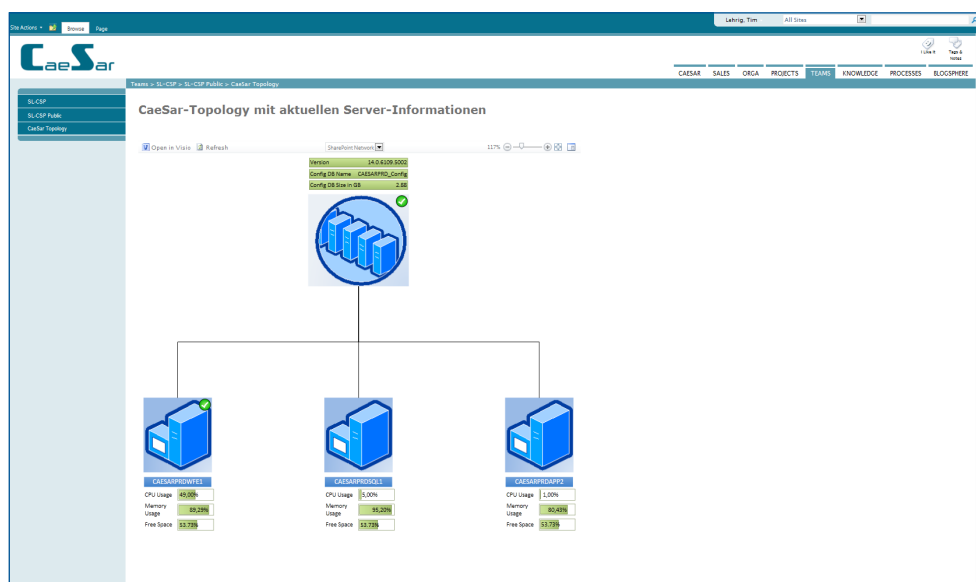 Site Actions
Browse
Page
Lehrig, Tim
All Sites
CaeSar
I Like It
Tags & Notes
CAESAR SALES ORGA PROJECTS TEAMS KNOWLEDGE PROCESSES BLOGSPHERE
Teams > SL-CSP > SL-CSP Public > CaeSar Topology
SL-CSP
SL-CSP Public
CaeSar Topology
CaeSar-Topology mit aktuellen Server-Informationen
Open in Visio
Refresh
SharePoint Network
117%
Version 14.0.6109.5002
Config DB Name CAESARPRD_Config
Config DB Size in GB 2.88
CAESARPRDWFE1
CPU Usage 49,00%
Memory Usage 89,29%
Free Space 53.73%
CAESARPRDSQL1
CPU Usage 5,00%
Memory Usage 95,20%
Free Space 53.73%
CAESARPRDAPP2
CPU Usage 1,00%
Memory Usage 80,43%
Free Space 53.73%